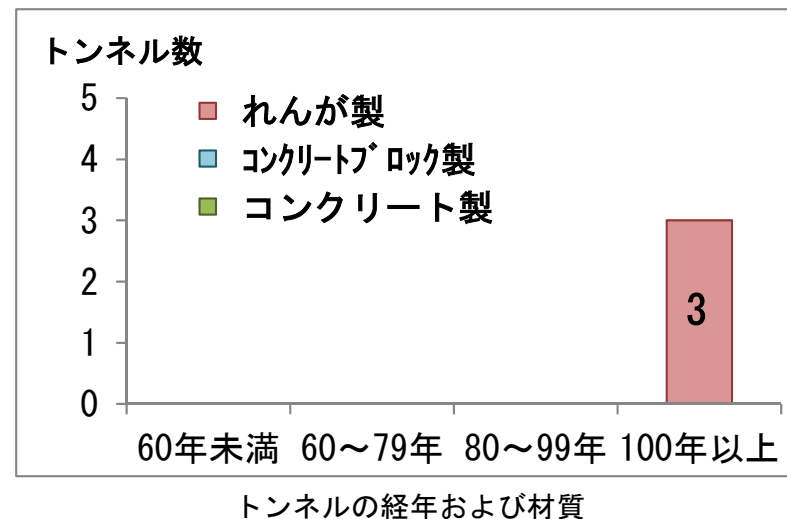 トンネル数
5
4
3
2
1
0
れんが製
ｺﾝｸﾘｰﾄﾌﾞﾛｯｸ製
コンクリート製
3
60年未満 60～79年 80～99年 100年以上
トンネルの経年および材質